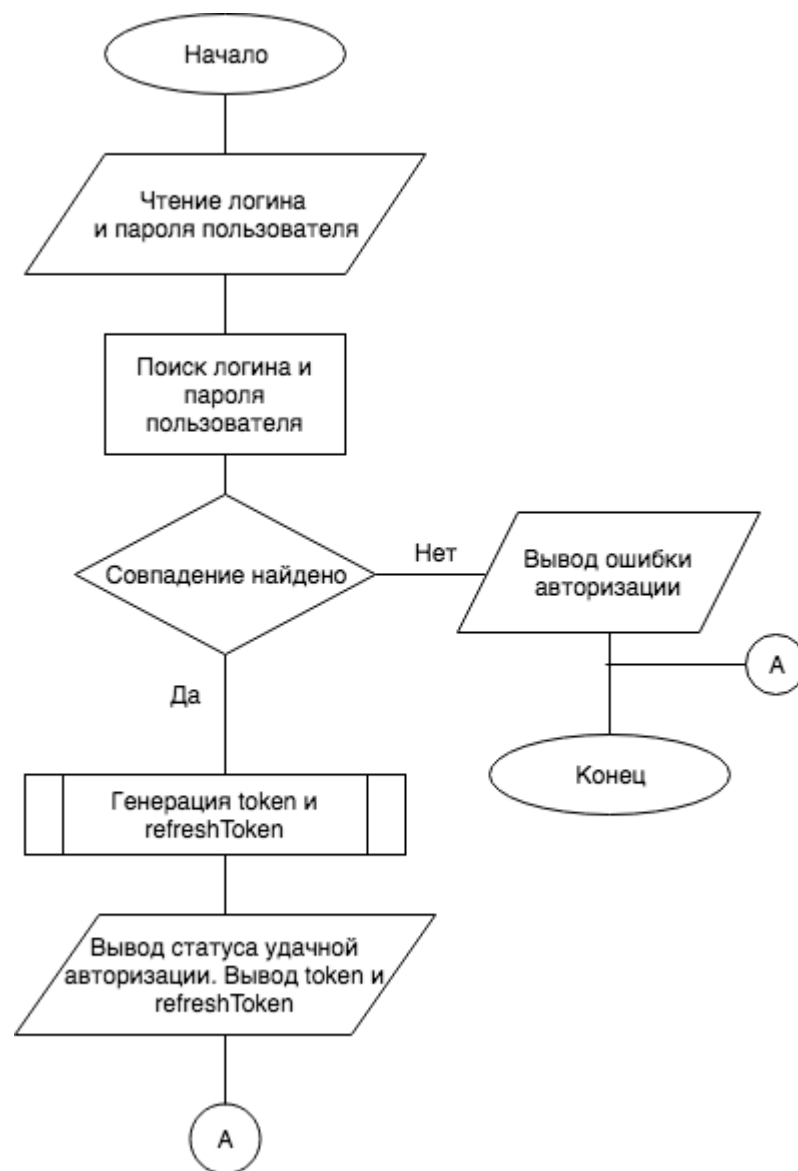 Начало
Чтение логина
и пароля пользователя
Поиск логина и
пароля
пользователя
Совпадение найдено
Нет
Вывод ошибки
авторизации
А
Конец
Да
Генерация token и
refreshToken
Вывод статуса удачной
авторизации. Вывод token и
refreshToken
А